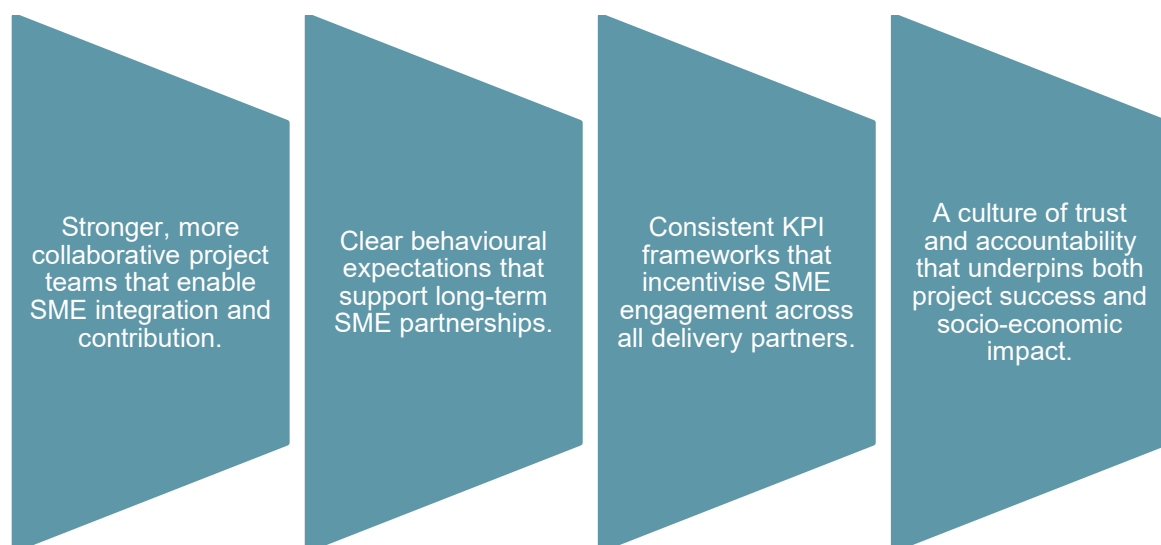 Stronger, more
collaborative project
teams that enable
SME integration and
contribution.
Clear behavioural
expectations that
support long-term
SME partnerships.
Consistent KPI
frameworks that
incentivise SME
engagement across
all delivery partners.
A culture of trust
and accountability
that underpins both
project success and
socio-economic
impact.